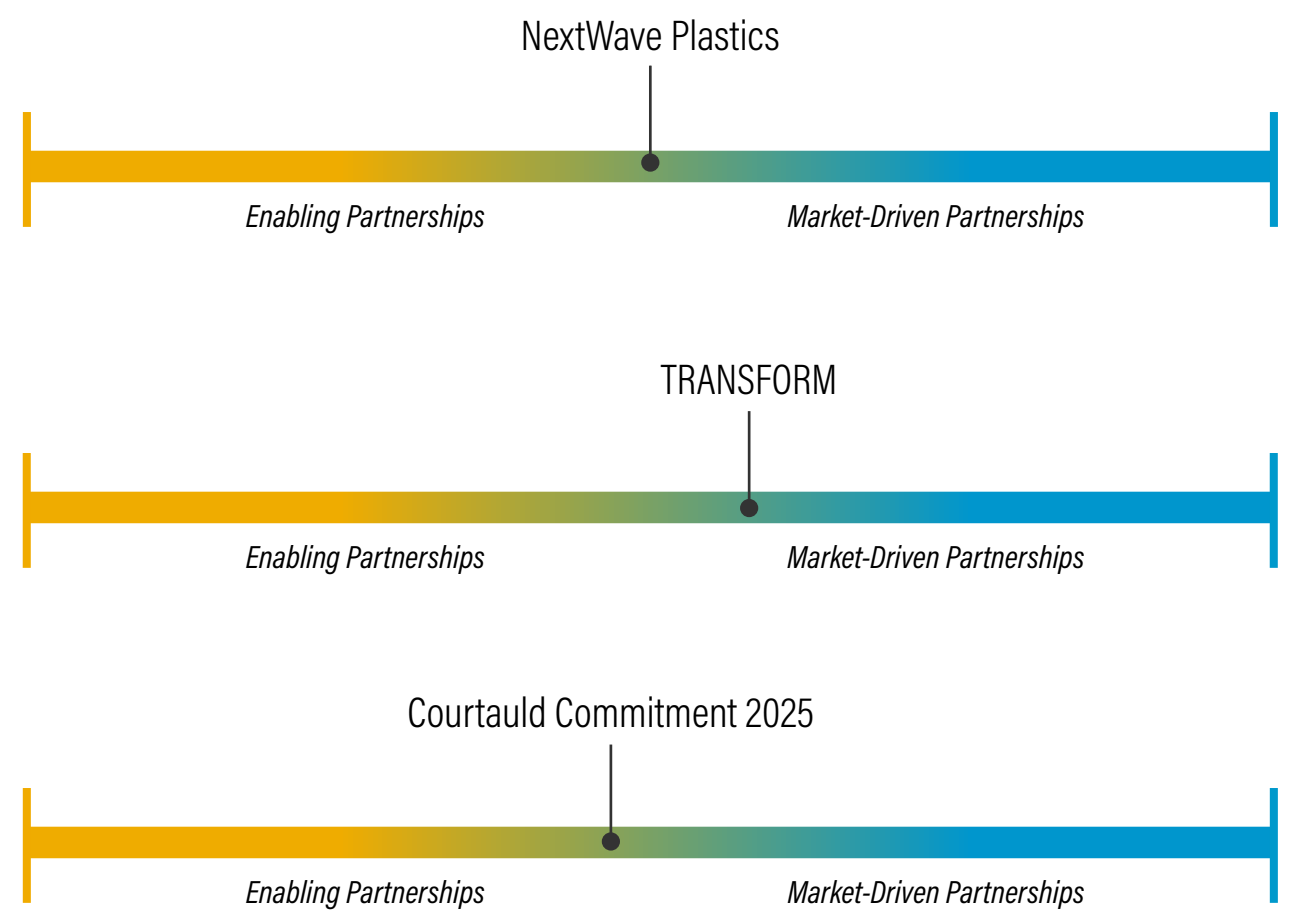 NextWave Plastics
Enabling Partnerships
Market-Driven Partnerships
TRANSFORM
Enabling Partnerships
Market-Driven Partnerships
Courtauld Commitment 2025
Enabling Partnerships
Market-Driven Partnerships